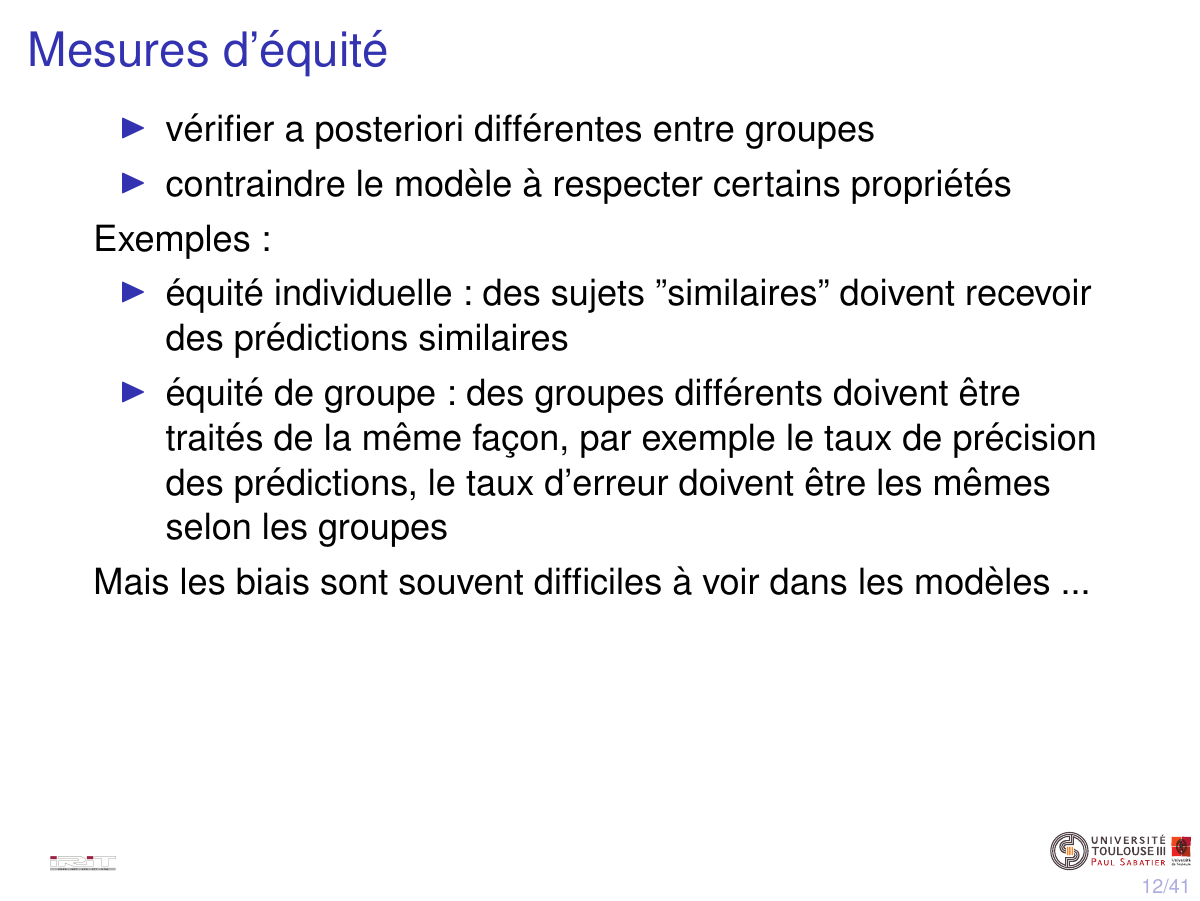 Mesures d’équité
vérifier a posteriori différentes entre groupes
contraindre le modèle à respecter certains propriétés
Exemples :
équité individuelle : des sujets ”similaires” doivent recevoir
des prédictions similaires
équité de groupe : des groupes différents doivent être
traités de la même façon, par exemple le taux de précision
des prédictions, le taux d’erreur doivent être les mêmes
selon les groupes
Mais les biais sont souvent difficiles à voir dans les modèles ...
IRIT
UNIVERSITÉ
TOULOUSE III
PAUL SABATIER
12/41